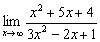 lim x→∞ x² + 5x + 4 / 3x² − 2x + 1